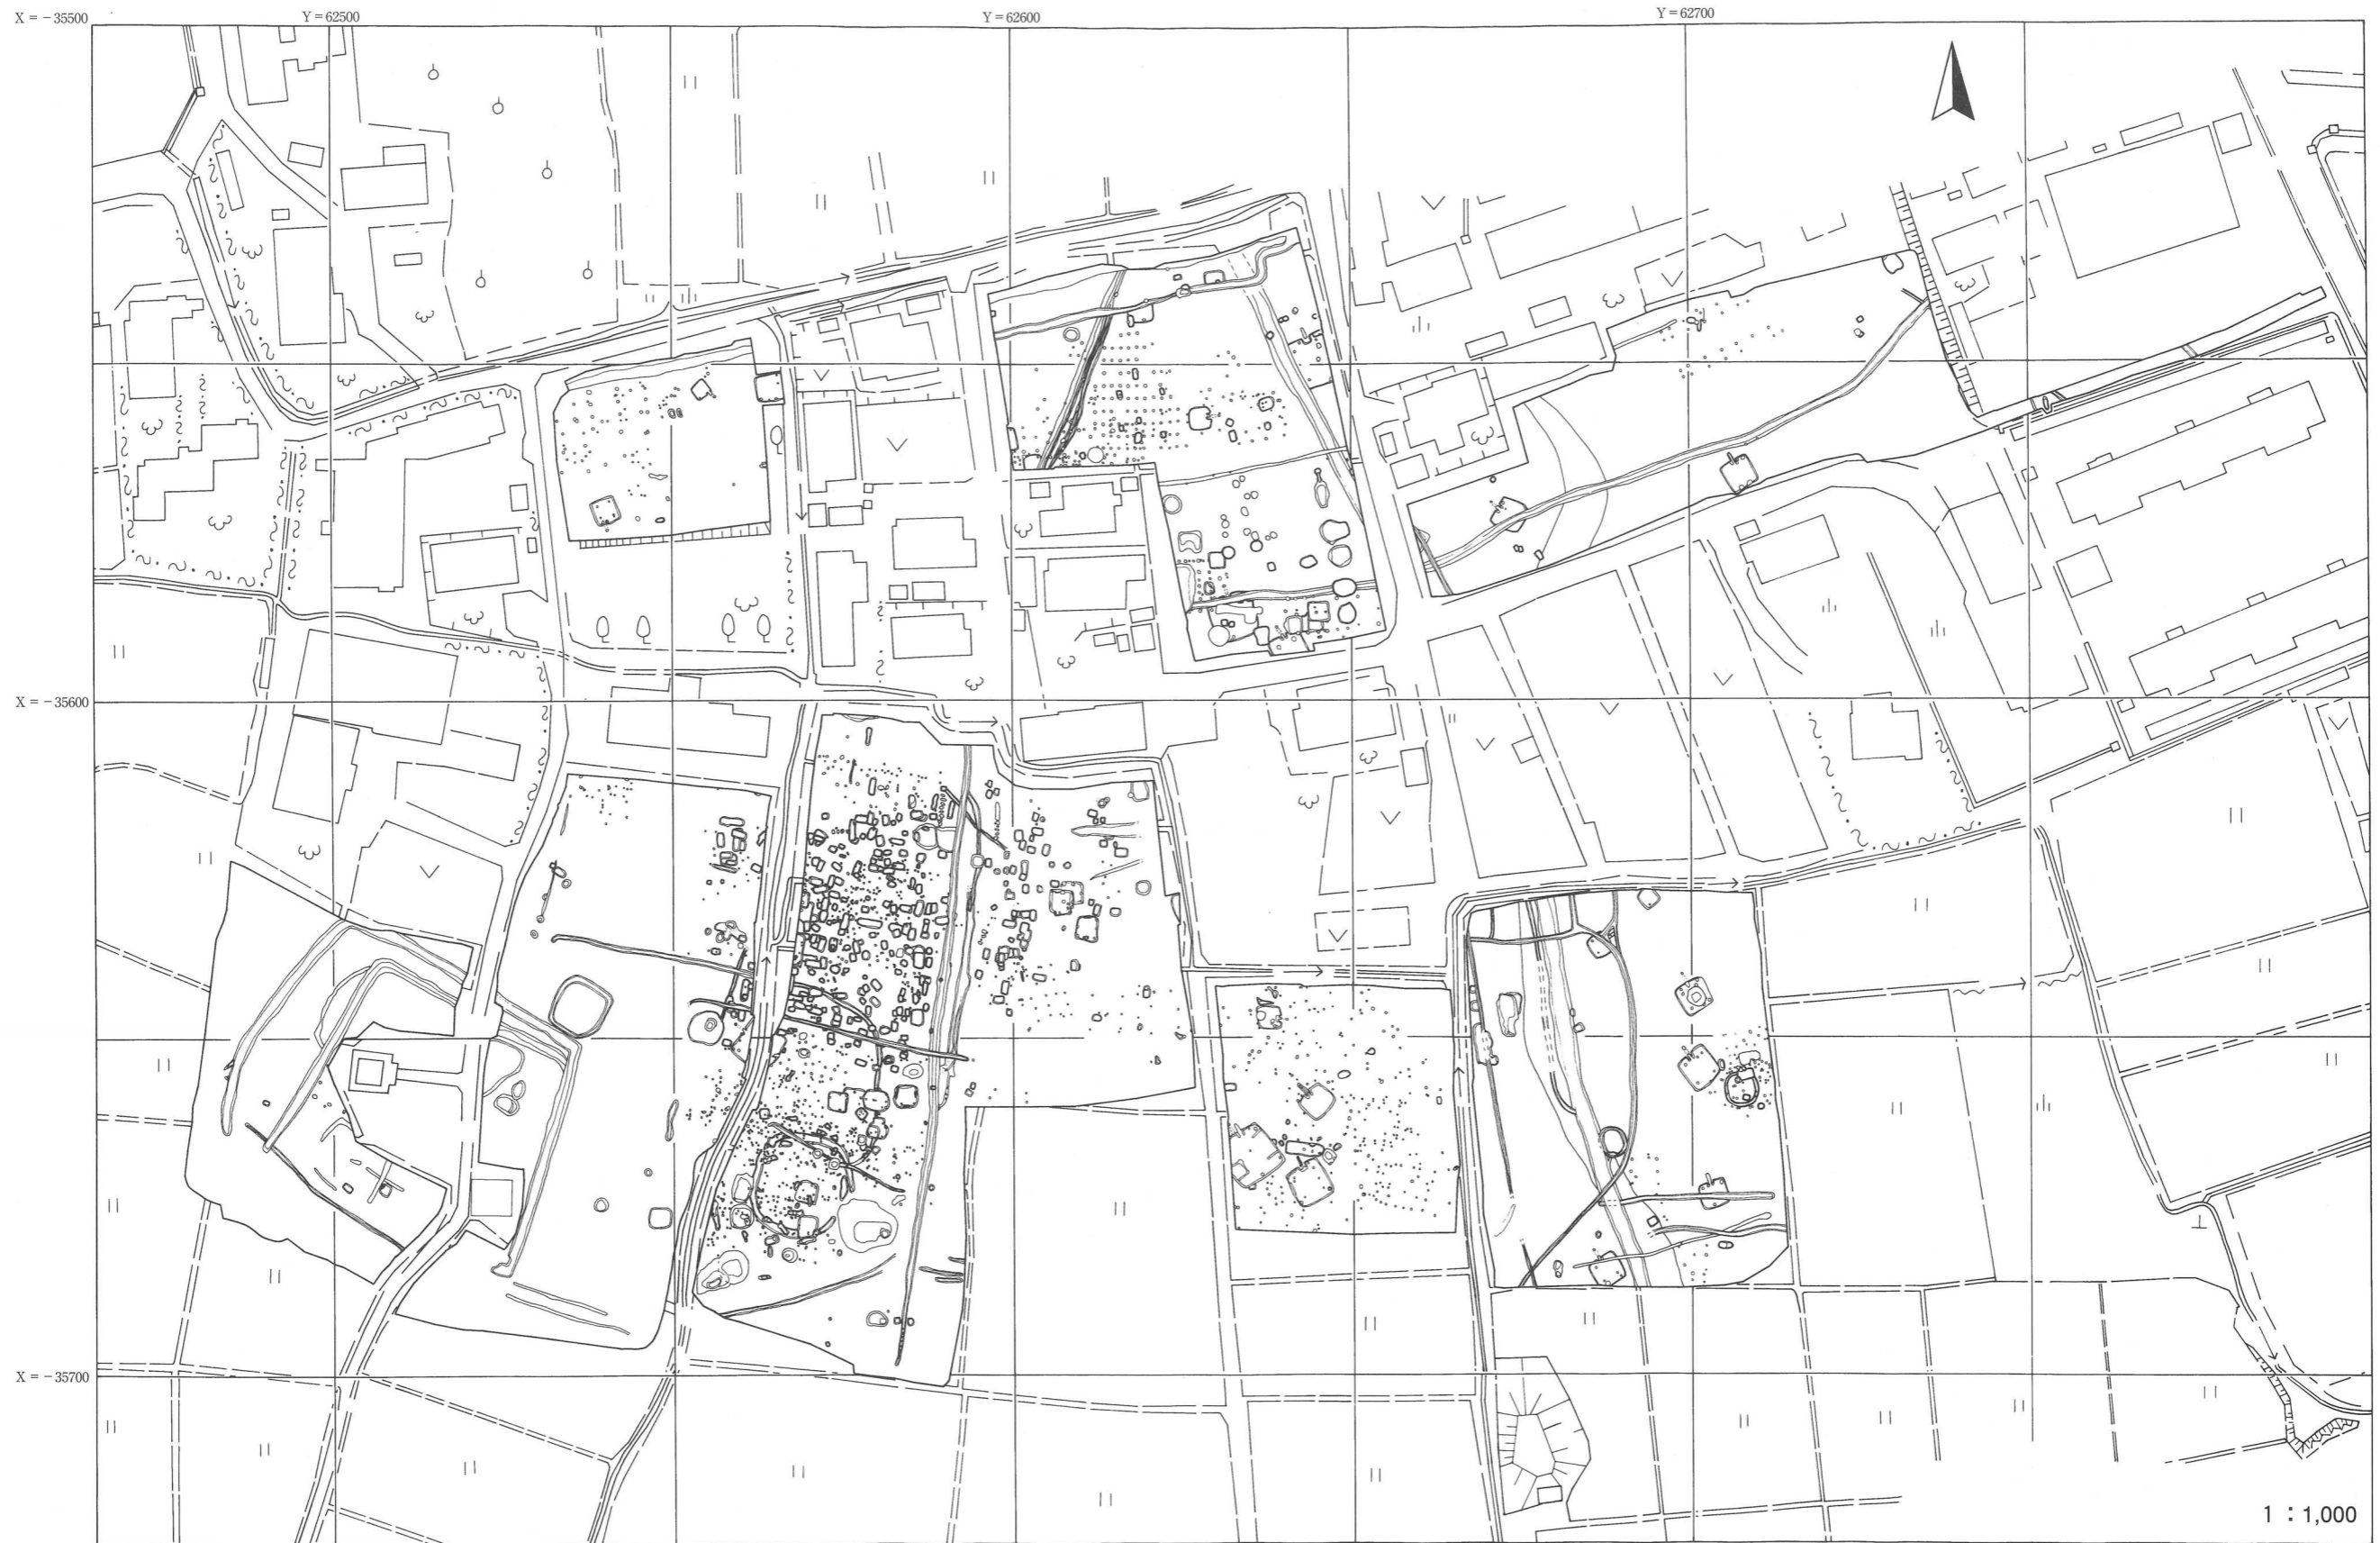 X = −35500
Y = 62500
Y = 62600
Y = 62700
X = −35600
X = −35700
1 : 1,000